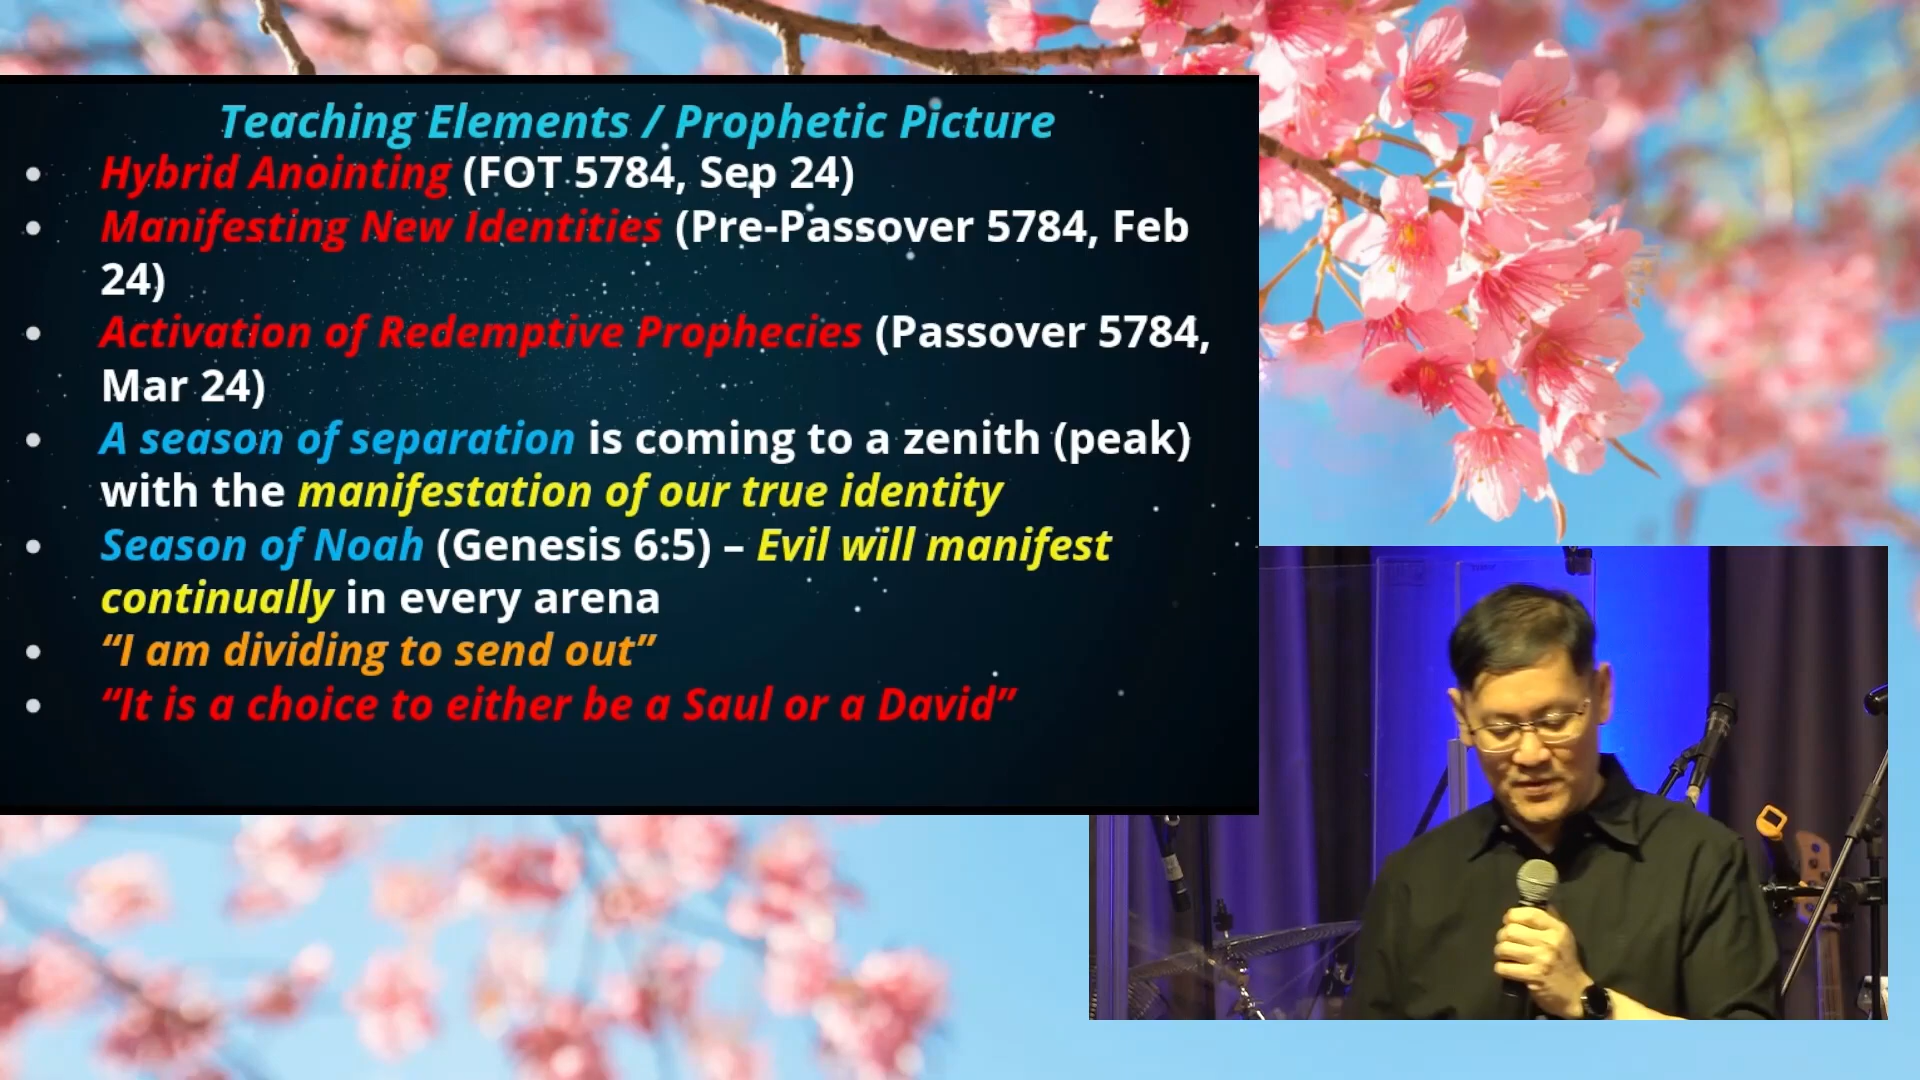 Teaching Elements / Prophetic Picture
• Hybrid Anointing (FOT 5784, Sep 24)
• Manifesting New Identities (Pre-Passover 5784, Feb
24)
• Activation of Redemptive Prophecies (Passover 5784,
Mar 24)
• A season of separation is coming to a zenith (peak)
with the manifestation of our true identity
• Season of Noah (Genesis 6:5) – Evil will manifest
continually in every arena
• “I am dividing to send out”
• “It is a choice to either be a Saul or a David”